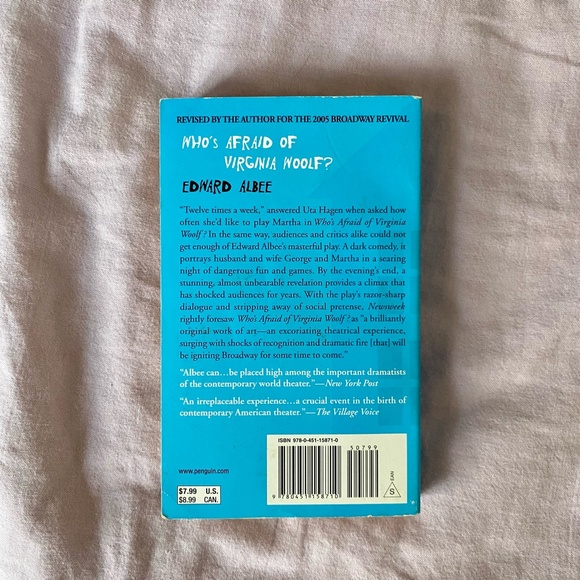 REVISED BY THE AUTHOR FOR THE 2005 BROADWAY REVIVAL
WHO'S AFRAID OF
VIRGINIA WOOLF?
EDWARD ALBEE
"Twelve times a week," answered Uta Hagen when asked how
often she'd like to play Martha in Who's Afraid of Virginia
Woolf? In the same way, audiences and critics alike could not
get enough of Edward Albee's masterful play. A dark comedy, it
portrays husband and wife George and Martha in a searing night
of dangerous fun and games. By the evening's end, a
stunning, almost unbearable revelation provides a climax that
has shocked audiences for years. With the play's razor-sharp
dialogue and stripping away of social pretense, Newsweek
rightly foresaw Who's Afraid of Virginia Woolf? as "a brilliantly
original work of art—an excoriating theatrical experience,
surging with shocks of recognition and dramatic fire [that] will
be igniting Broadway for some time to come."
"Albee can...be placed high among the important dramatists
of the contemporary world theater."—New York Post
"An irreplaceable experience...a crucial event in the birth of
contemporary American theater."—The Village Voice
ISBN 978-0-451-15871-0
50799
9 780451 158710
S
EAN
www.penguin.com
$7.99 U.S.
$8.99 CAN.